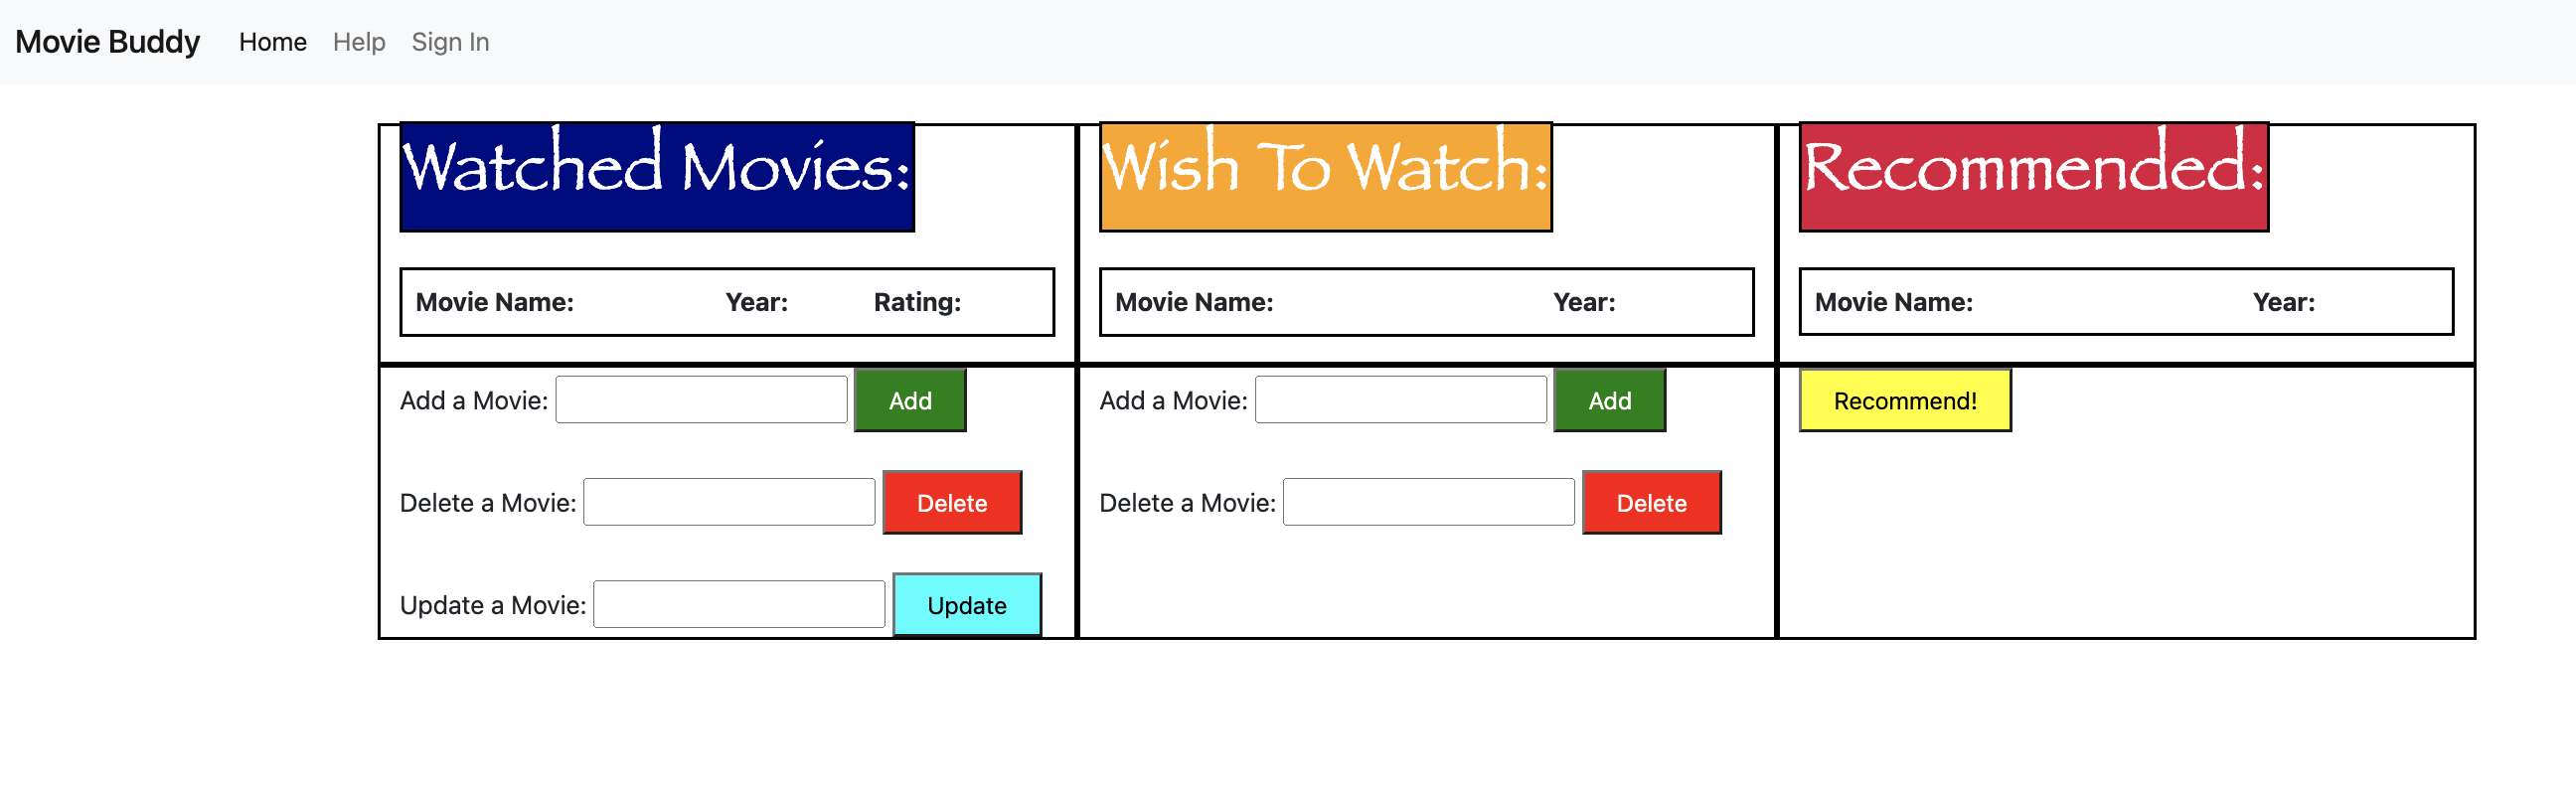 Movie Buddy Home Help Sign In
Watched Movies: Wish To Watch: Recommended:
Movie Name: Year: Rating: Movie Name: Year: Movie Name: Year:
Add a Movie: Add Add a Movie: Add Recommend!
Delete a Movie: Delete Delete a Movie: Delete
Update a Movie: Update